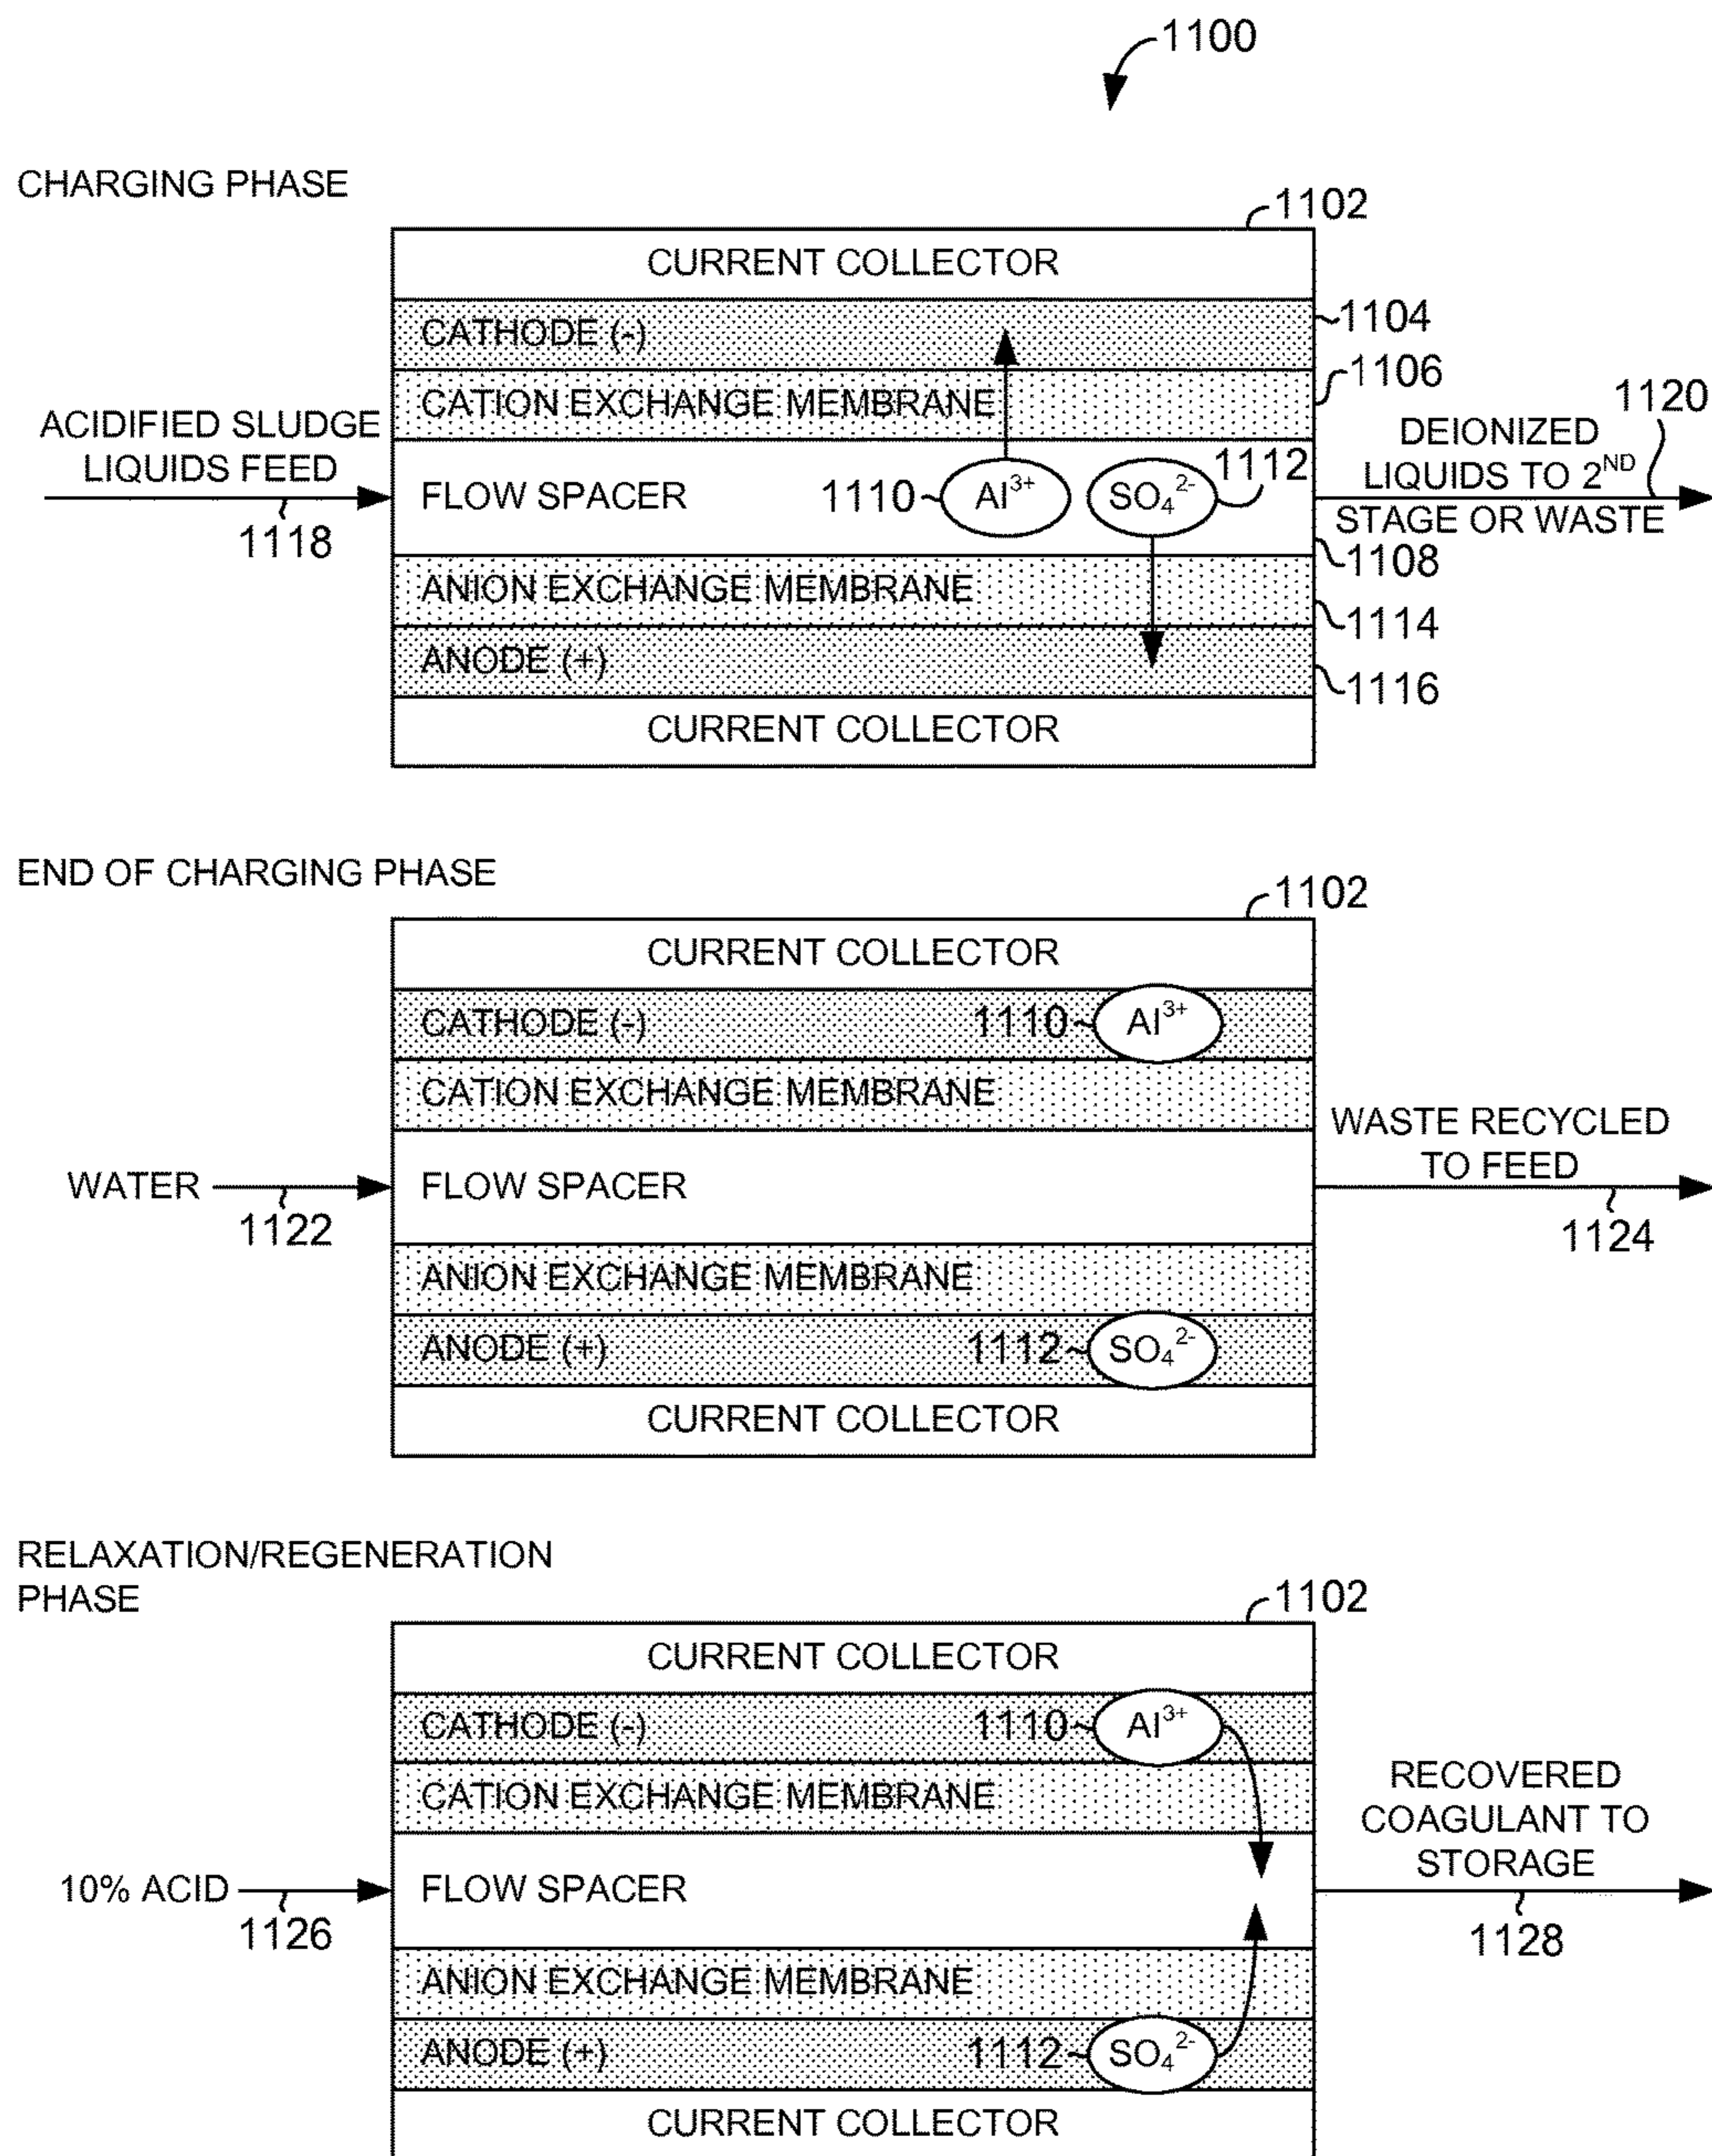 1100
CHARGING PHASE
1102
CURRENT COLLECTOR
CATHODE (-)
1104
CATION EXCHANGE MEMBRANE
1106
ACIDIFIED SLUDGE
LIQUIDS FEED
1118
FLOW SPACER
1110
Al³⁺
SO₄²⁻
1112
1120
DEIONIZED
LIQUIDS TO 2ᴺᴰ
STAGE OR WASTE
1108
ANION EXCHANGE MEMBRANE
1114
ANODE (+)
1116
CURRENT COLLECTOR
END OF CHARGING PHASE
1102
CURRENT COLLECTOR
CATHODE (-)
1110
Al³⁺
CATION EXCHANGE MEMBRANE
WATER
1122
FLOW SPACER
WASTE RECYCLED
TO FEED
1124
ANION EXCHANGE MEMBRANE
ANODE (+)
1112
SO₄²⁻
CURRENT COLLECTOR
RELAXATION/REGENERATION
PHASE
1102
CURRENT COLLECTOR
CATHODE (-)
1110
Al³⁺
CATION EXCHANGE MEMBRANE
10% ACID
1126
FLOW SPACER
RECOVERED
COAGULANT TO
STORAGE
1128
ANION EXCHANGE MEMBRANE
ANODE (+)
1112
SO₄²⁻
CURRENT COLLECTOR